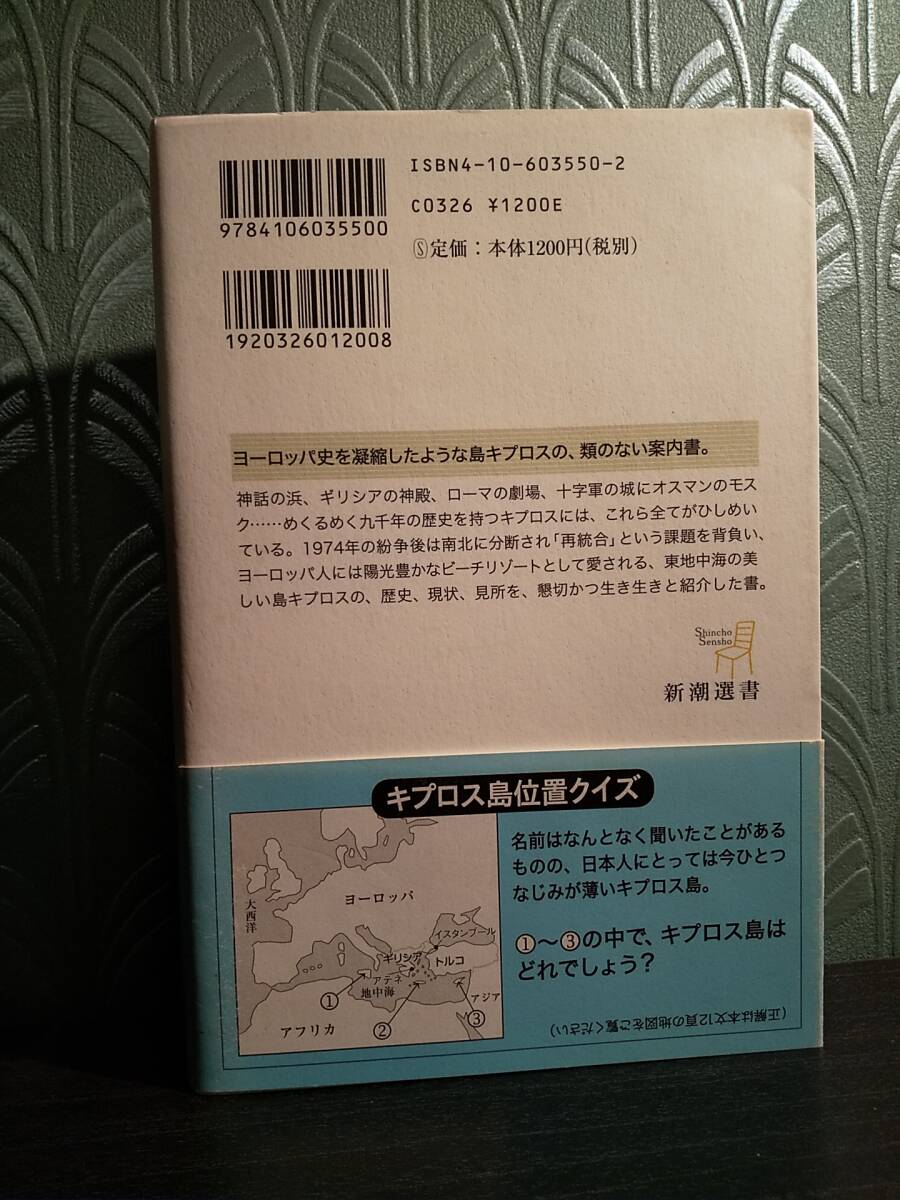 ISBN4-10-603550-2
C0326 ¥1200E
9784106035500
Ⓢ定価：本体1200円(税別)
1920326012008
ヨーロッパ史を凝縮したような島キプロスの、類のない案内書。
神話の浜、ギリシアの神殿、ローマの劇場、十字軍の城にオスマンのモス
ク……めくるめく九千年の歴史を持つキプロスには、これら全てがひしめい
ている。1974年の紛争後は南北に分断され「再統合」という課題を背負い、
ヨーロッパ人には陽光豊かなビーチリゾートとして愛される、東地中海の美
しい島キプロスの、歴史、現状、見所を、懇切かつ生き生きと紹介した書。
Shincho
Sensho
新潮選書
キプロス島位置クイズ
大西洋
ヨーロッパ
イスタンブール
ギリシア
トルコ
アテネ
地中海
アジア
アフリカ
①
②
③
名前はなんとなく聞いたことがある
ものの、日本人にとっては今ひとつ
なじみが薄いキプロス島。
①〜③の中で、キプロス島は
どれでしょう？
(正解は本文12頁の地図をご覧ください)